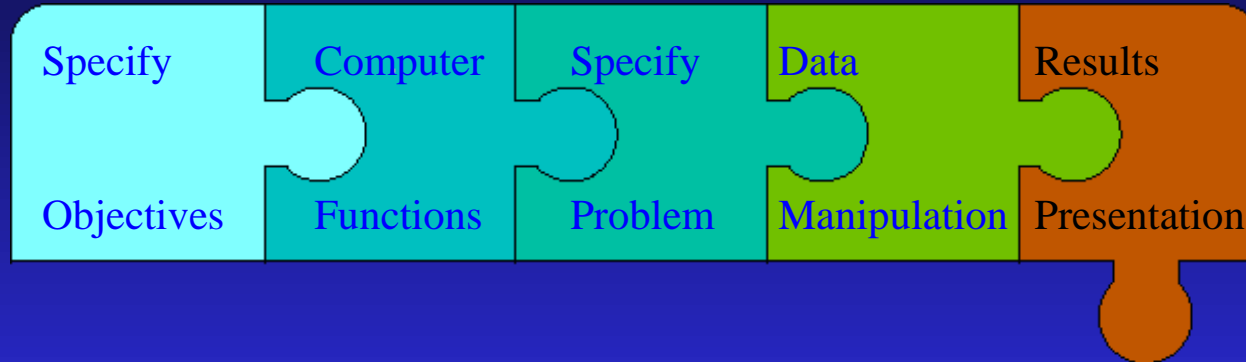 Specify Computer Specify Data Results
Objectives Functions Problem Manipulation Presentation